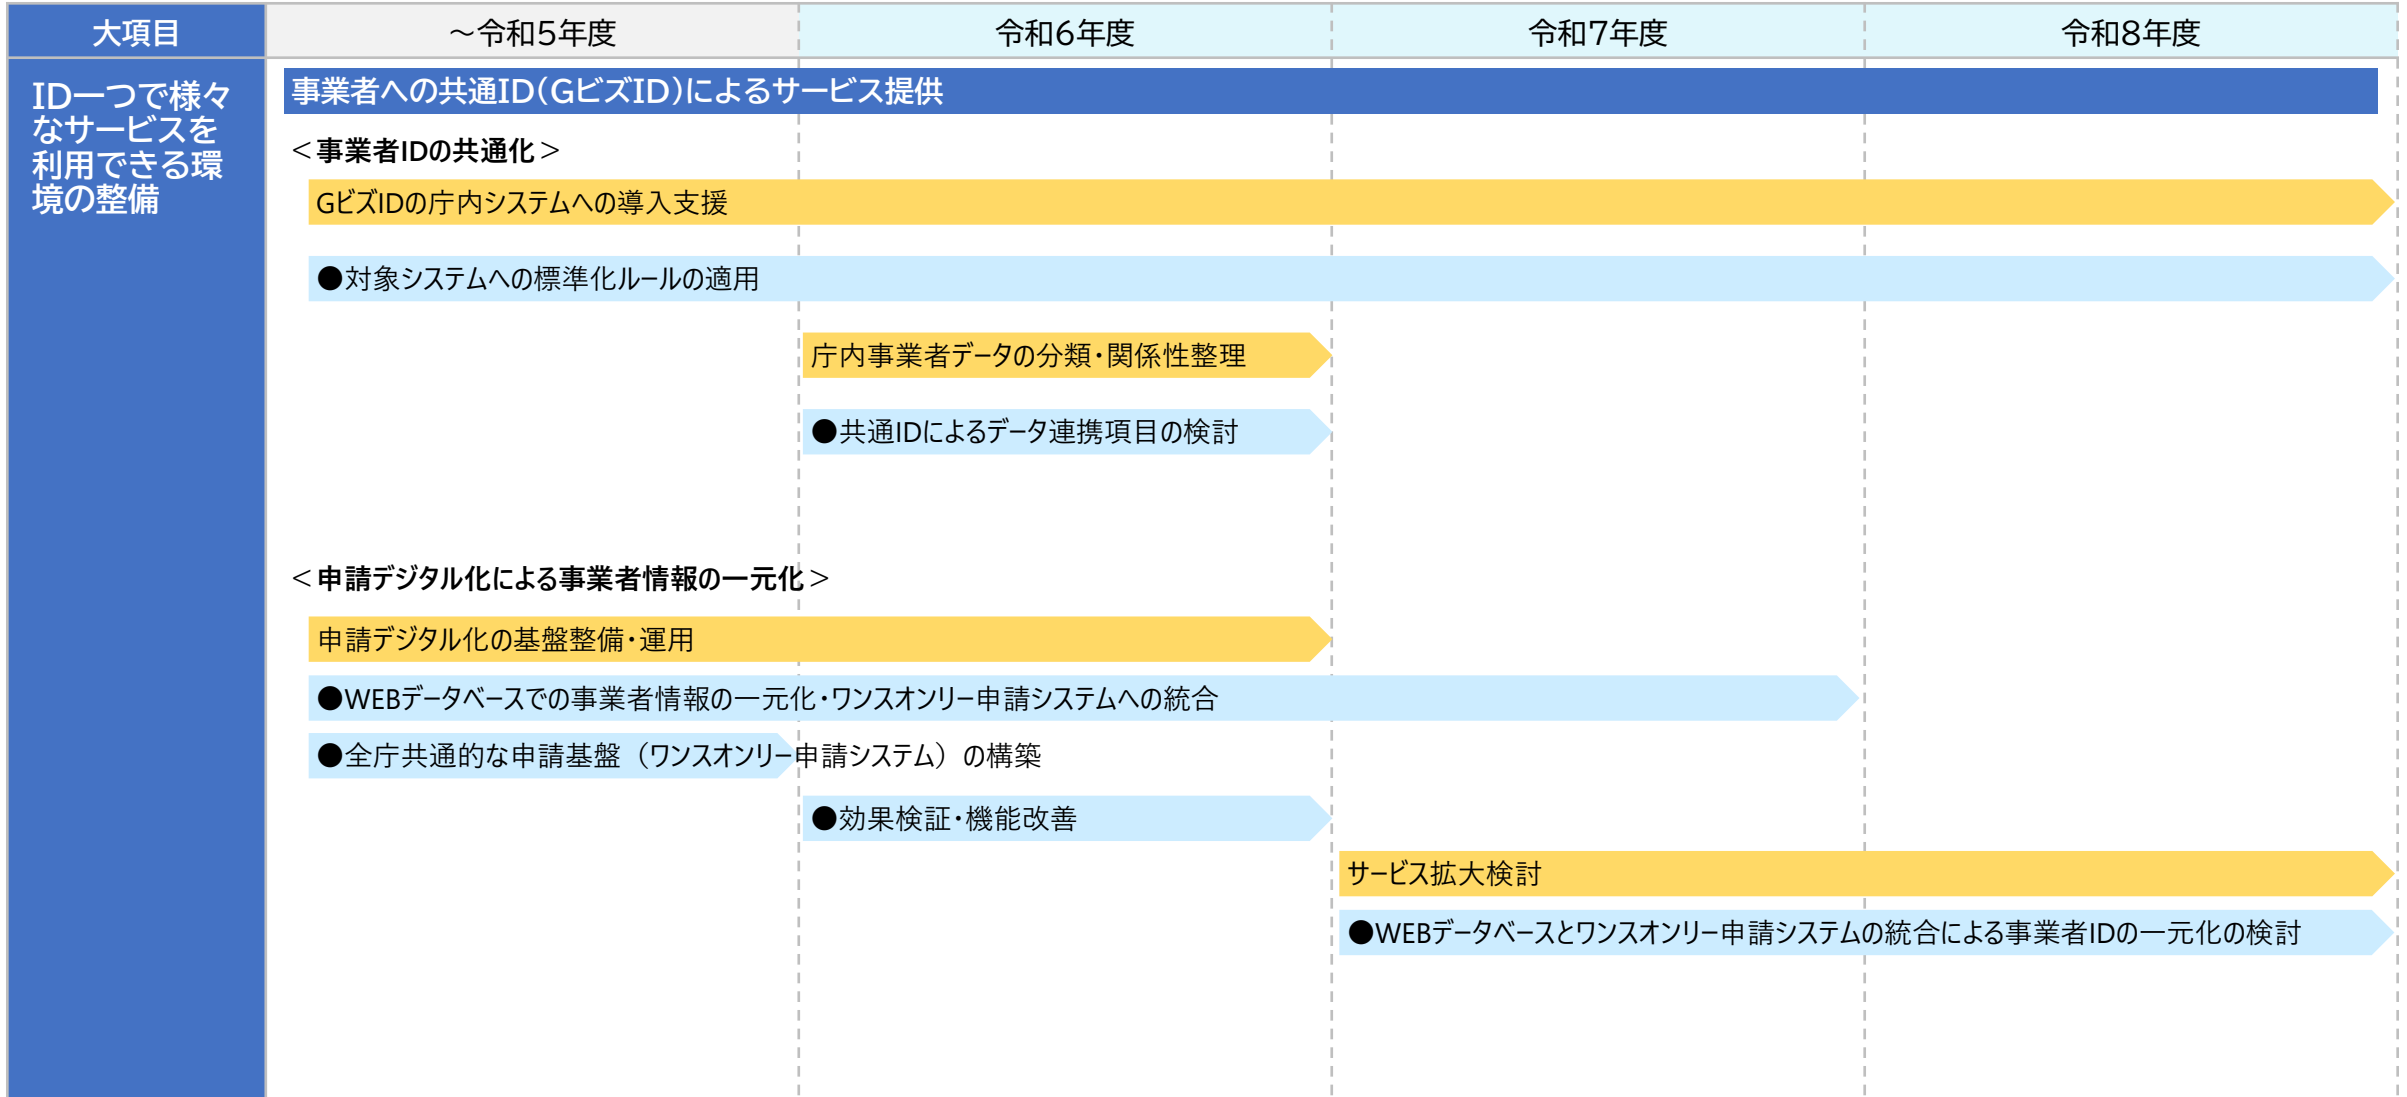 大項目
～令和5年度
令和6年度
令和7年度
令和8年度
ID一つで様々
なサービスを
利用できる環
境の整備
事業者への共通ID(GビズID)によるサービス提供
＜事業者IDの共通化＞
GビズIDの庁内システムへの導入支援
●対象システムへの標準化ルールの適用
庁内事業者データの分類・関係性整理
●共通IDによるデータ連携項目の検討
＜申請デジタル化による事業者情報の一元化＞
申請デジタル化の基盤整備・運用
●WEBデータベースでの事業者情報の一元化・ワンスオンリー申請システムへの統合
●全庁共通的な申請基盤（ワンスオンリー申請システム）の構築
●効果検証・機能改善
サービス拡大検討
●WEBデータベースとワンスオンリー申請システムの統合による事業者IDの一元化の検討